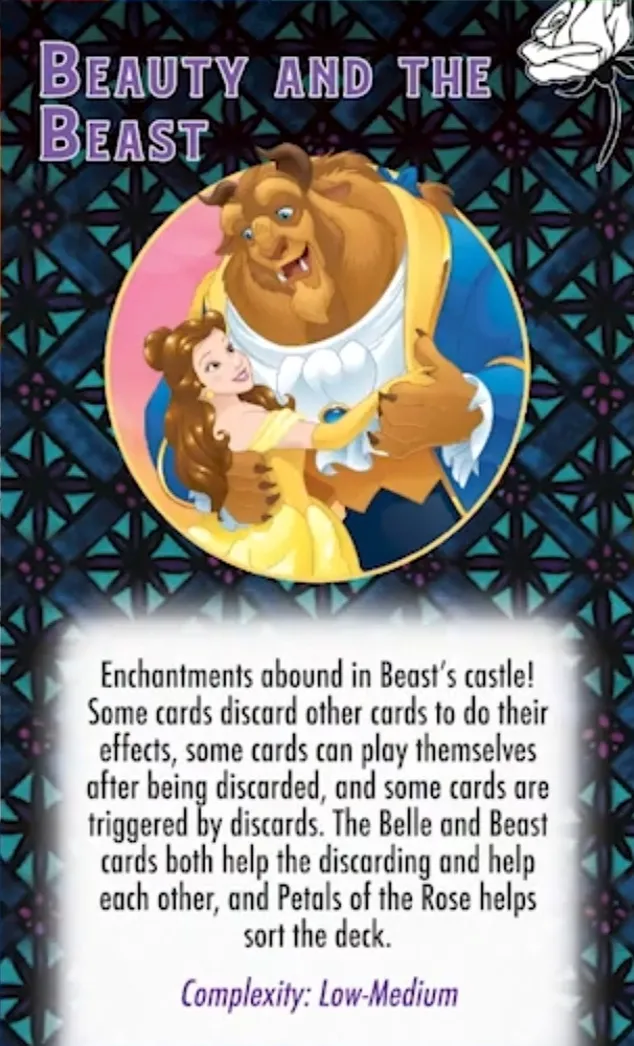 BEAUTY AND THE
BEAST
Enchantments abound in Beast's castle!
Some cards discard other cards to do their
effects, some cards can play themselves
after being discarded, and some cards are
triggered by discards. The Belle and Beast
cards both help the discarding and help
each other, and Petals of the Rose helps
sort the deck.
Complexity: Low-Medium